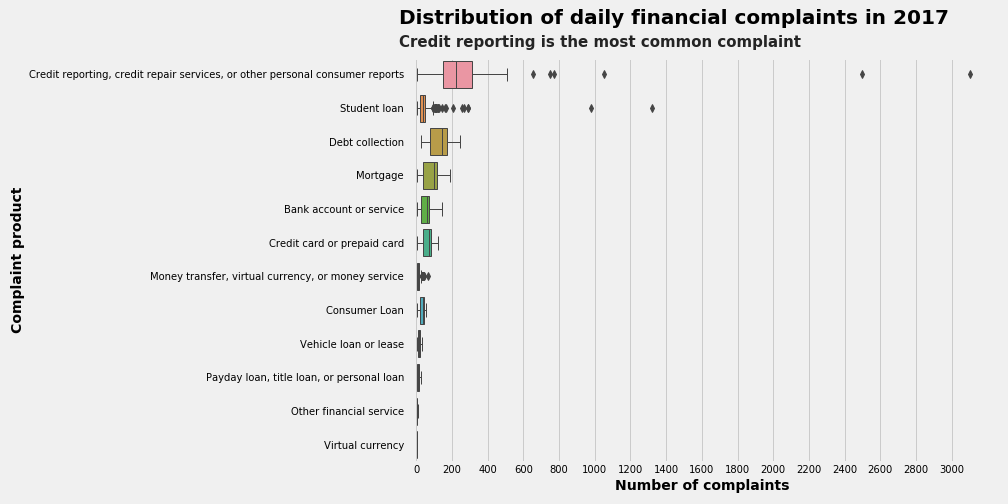 Distribution of daily financial complaints in 2017
Credit reporting is the most common complaint
Complaint product
Credit reporting, credit repair services, or other personal consumer reports
Student loan
Debt collection
Mortgage
Bank account or service
Credit card or prepaid card
Money transfer, virtual currency, or money service
Consumer Loan
Vehicle loan or lease
Payday loan, title loan, or personal loan
Other financial service
Virtual currency
0 200 400 600 800 1000 1200 1400 1600 1800 2000 2200 2400 2600 2800 3000
Number of complaints